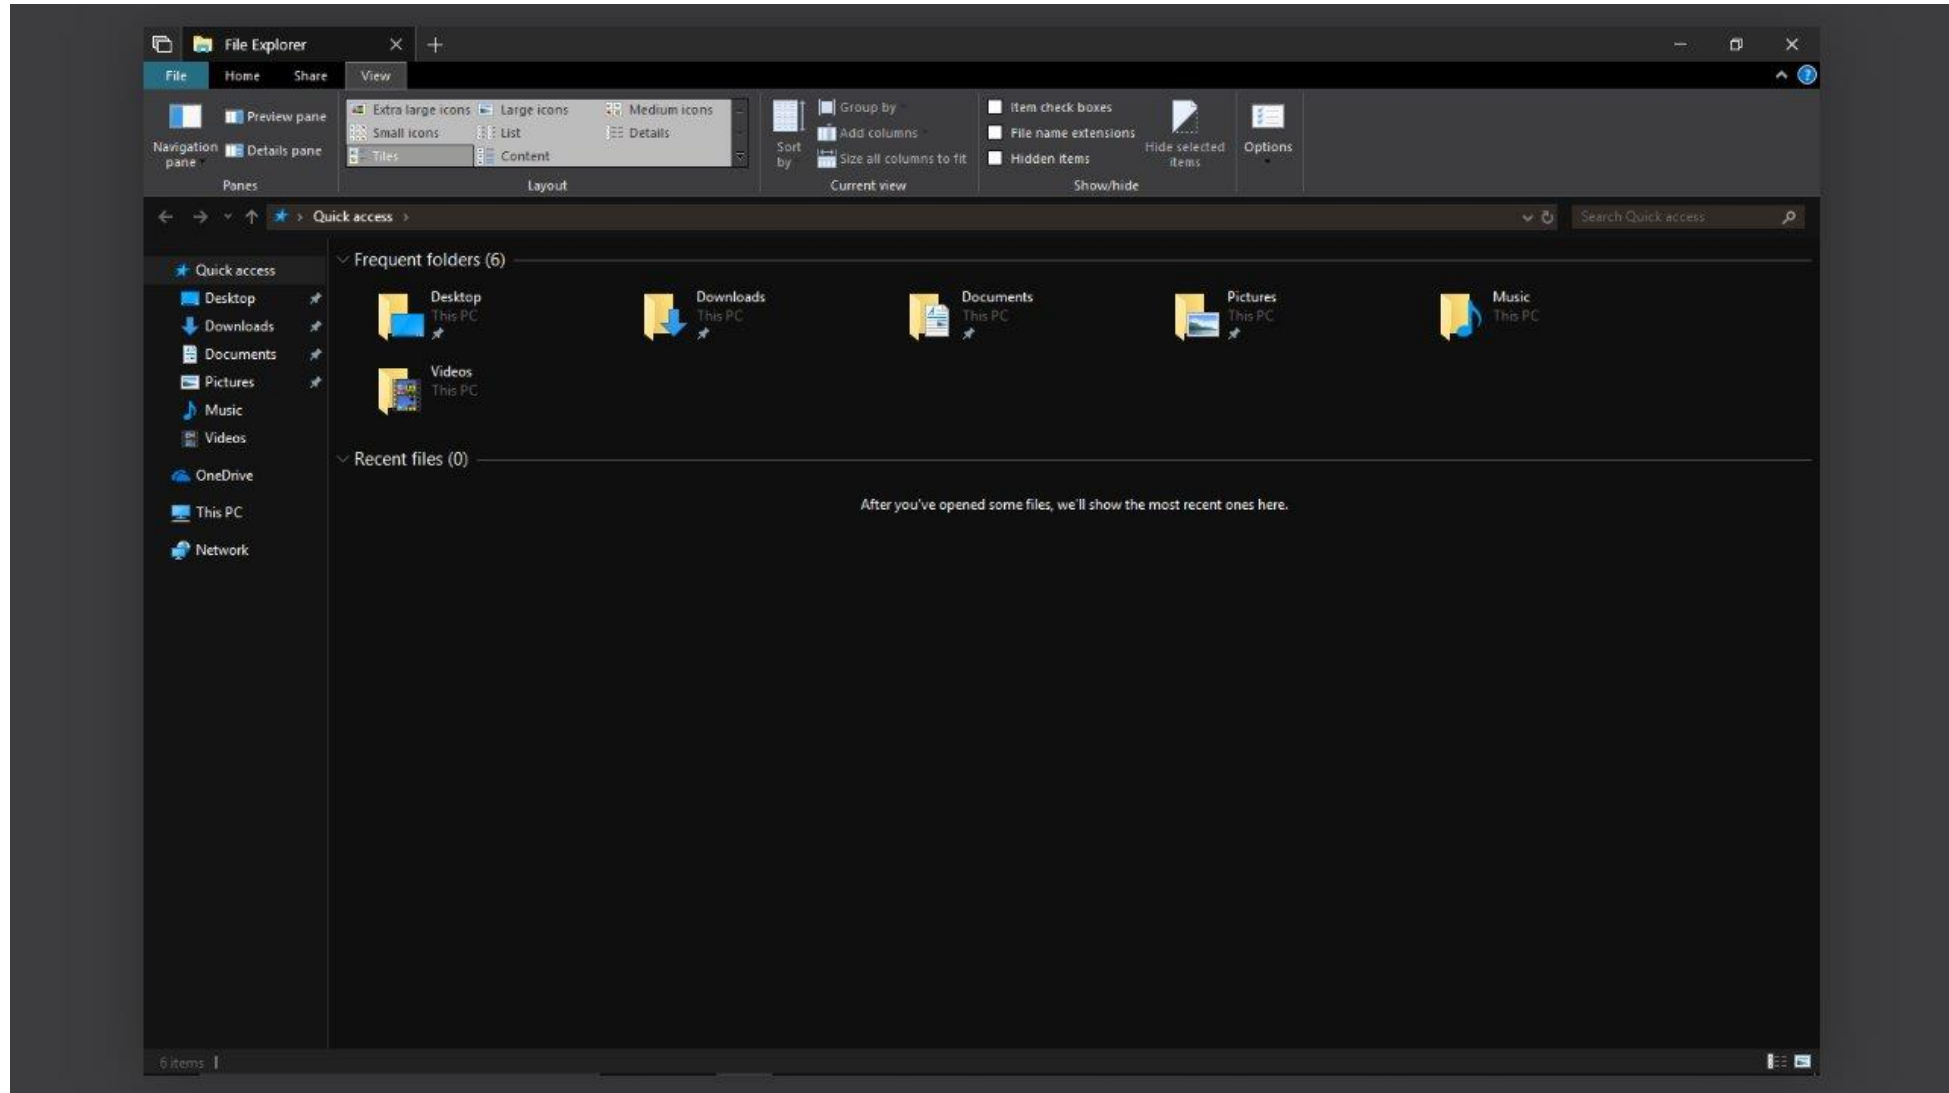 File Explorer
File Home Share View
Navigation pane
Preview pane
Details pane
Panes
Extra large icons Large icons Medium icons
Small icons List Details
Tiles Content
Layout
Sort by
Group by
Add columns
Size all columns to fit
Current view
Item check boxes
File name extensions
Hidden items
Hide selected items
Show/hide
Options
Quick access
Search Quick access
Quick access
Desktop
Downloads
Documents
Pictures
Music
Videos
OneDrive
This PC
Network
Frequent folders (6)
Desktop
This PC
Downloads
This PC
Documents
This PC
Pictures
This PC
Music
This PC
Videos
This PC
Recent files (0)
After you've opened some files, we'll show the most recent ones here.
6 items